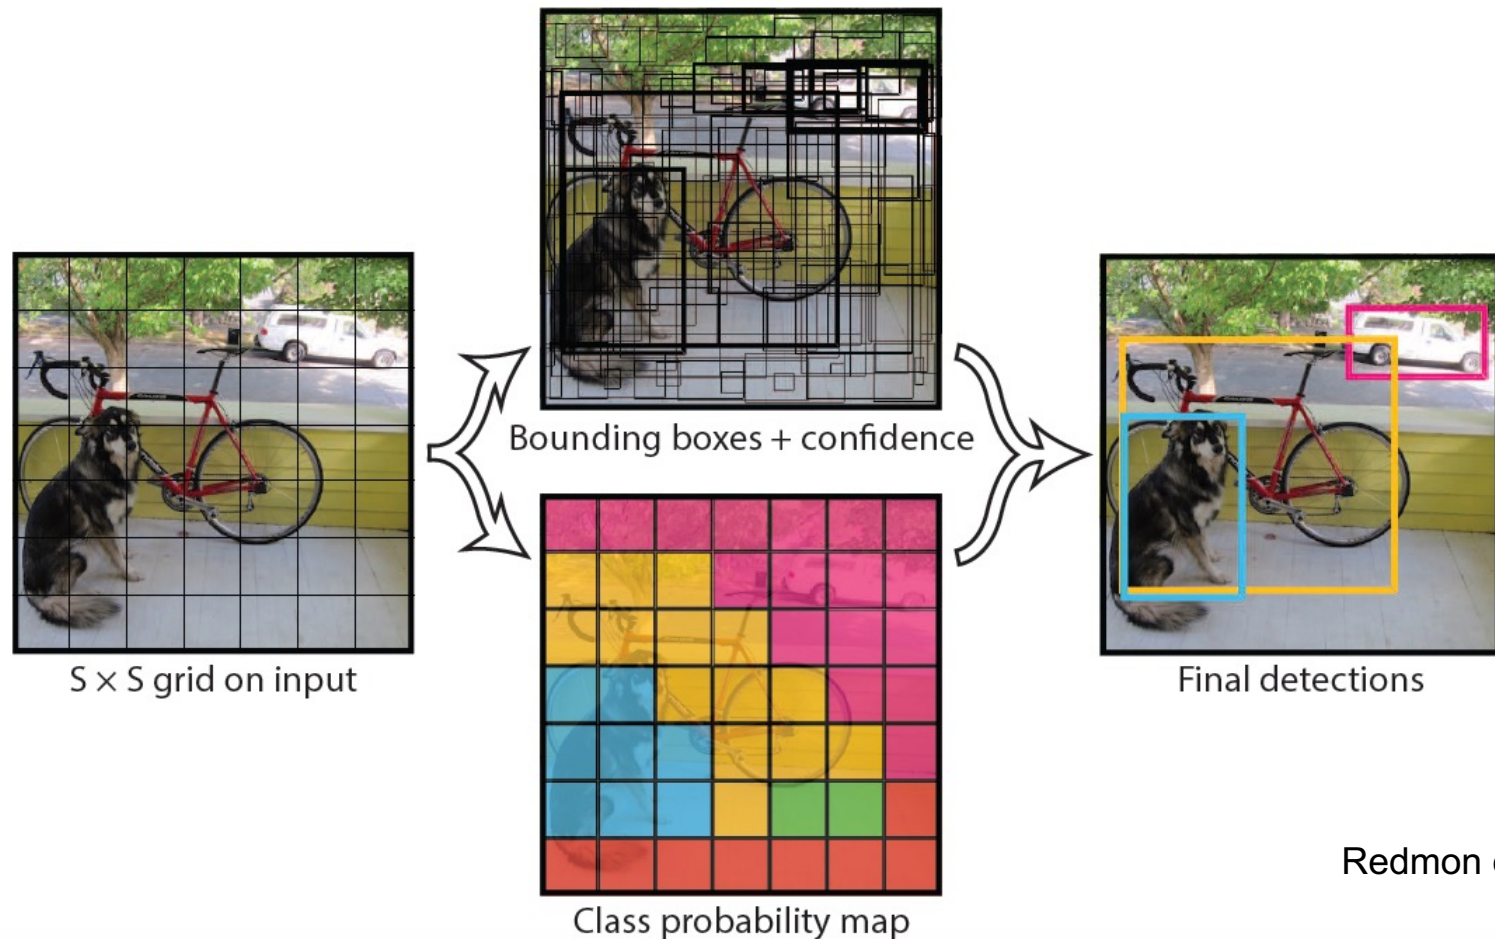 Bounding boxes + confidence
S × S grid on input
Final detections
Class probability map
Redmon